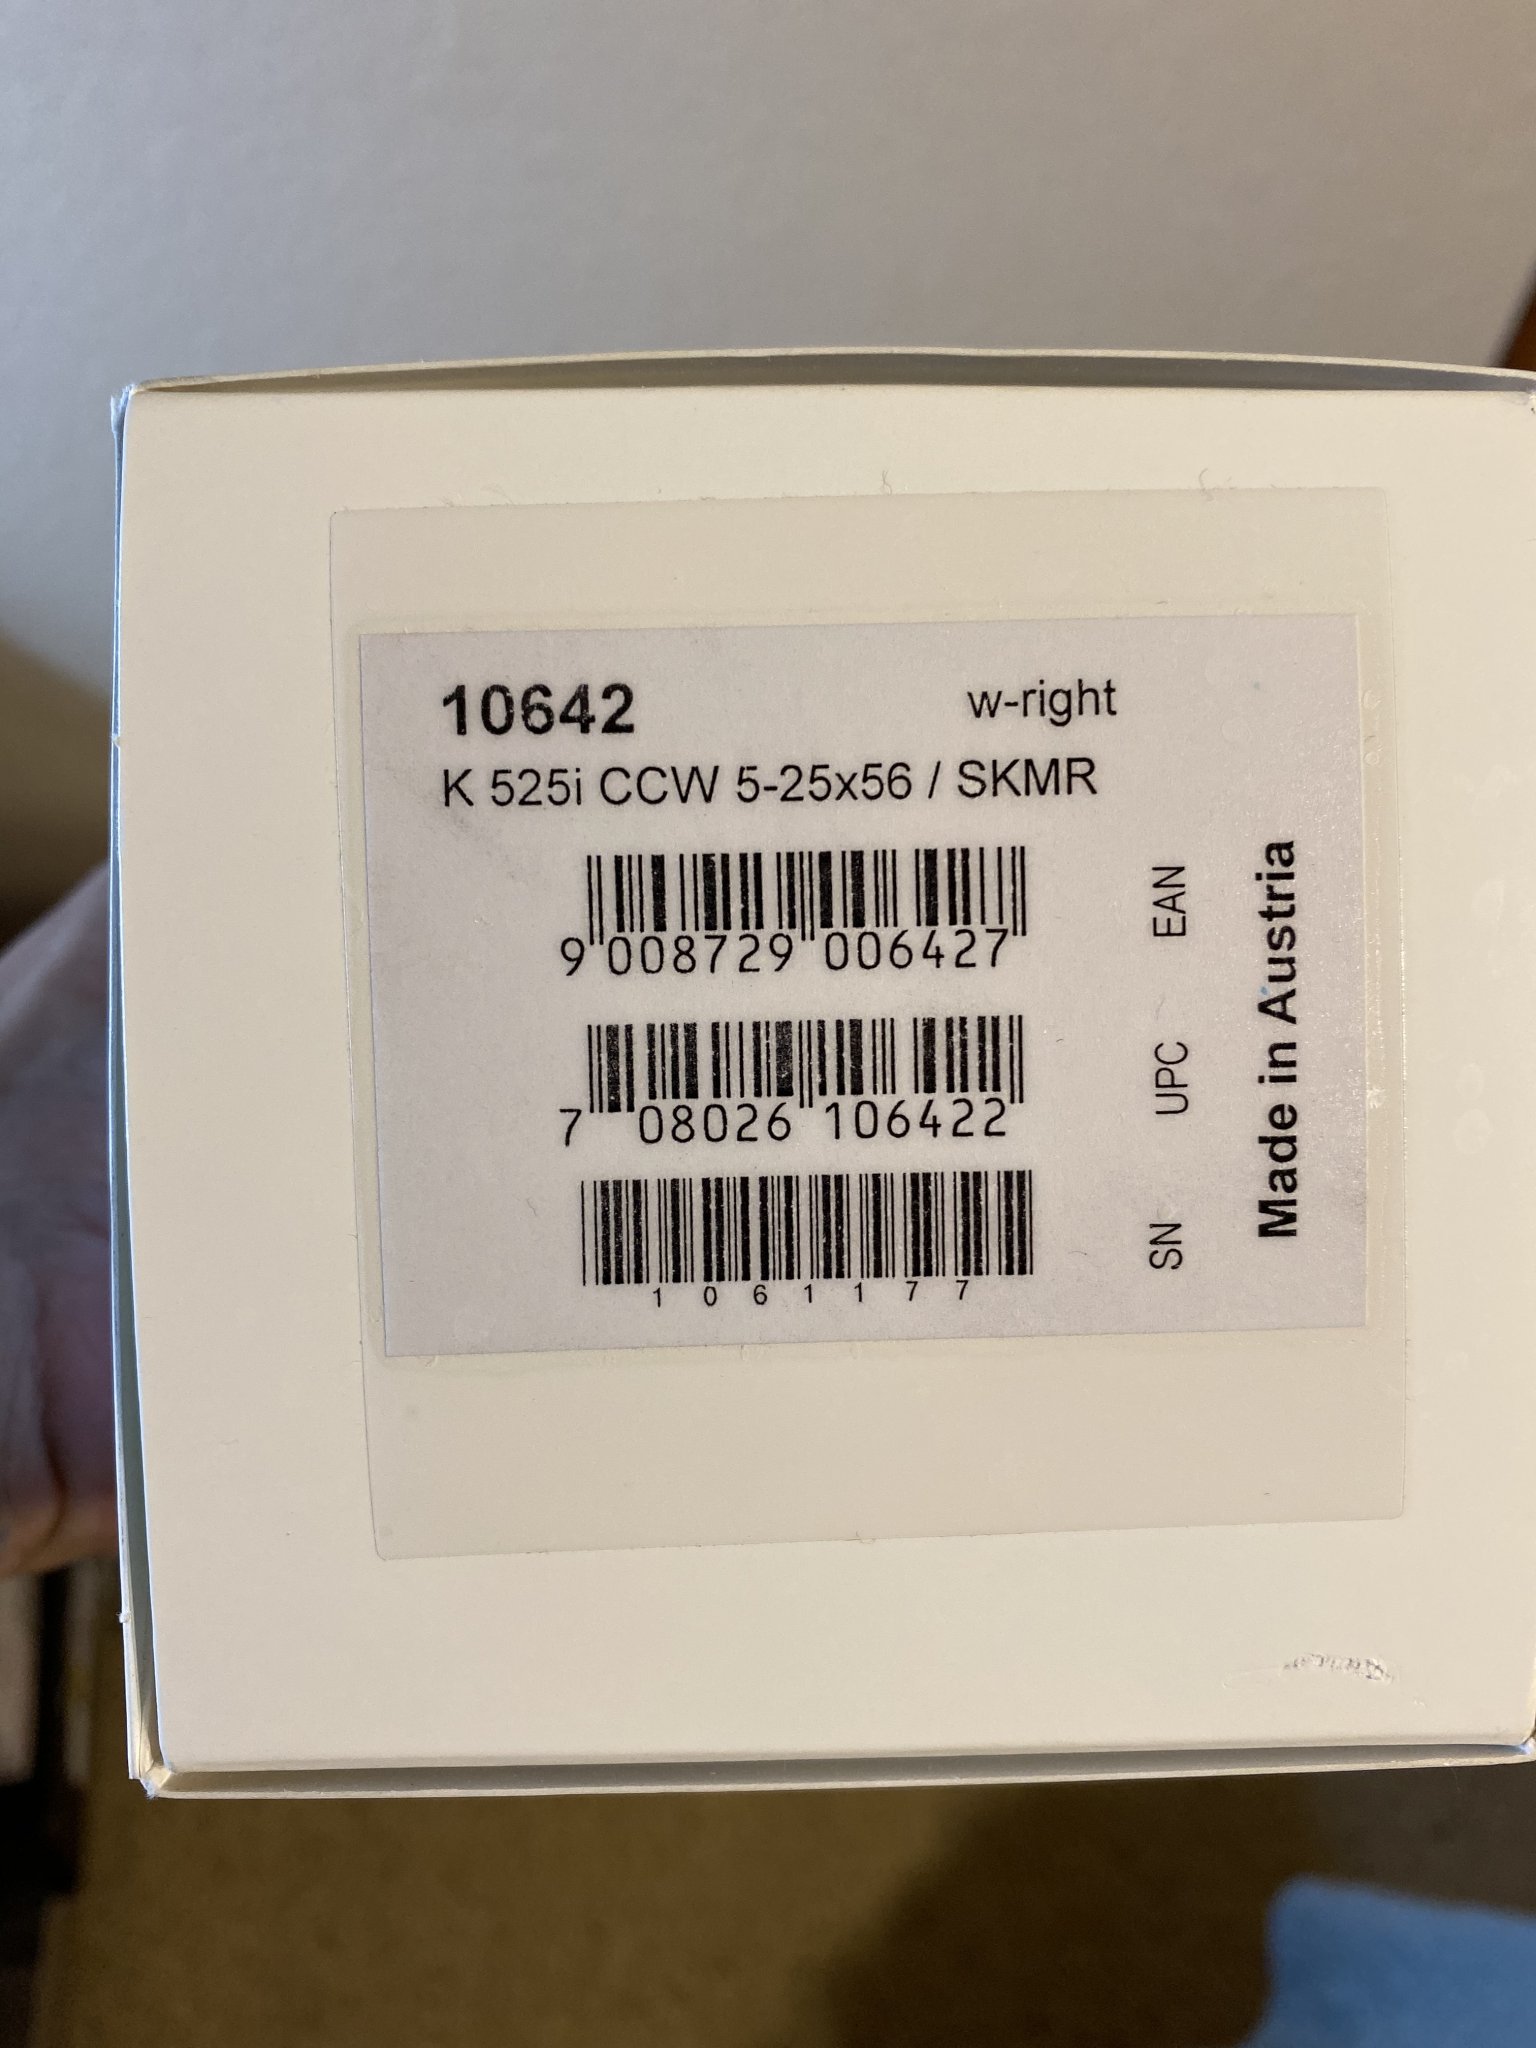 10642 w-right
K 525i CCW 5-25x56 / SKMR
9 008729 006427 EAN
7 08026 106422 UPC
1061177 SN
Made in Austria